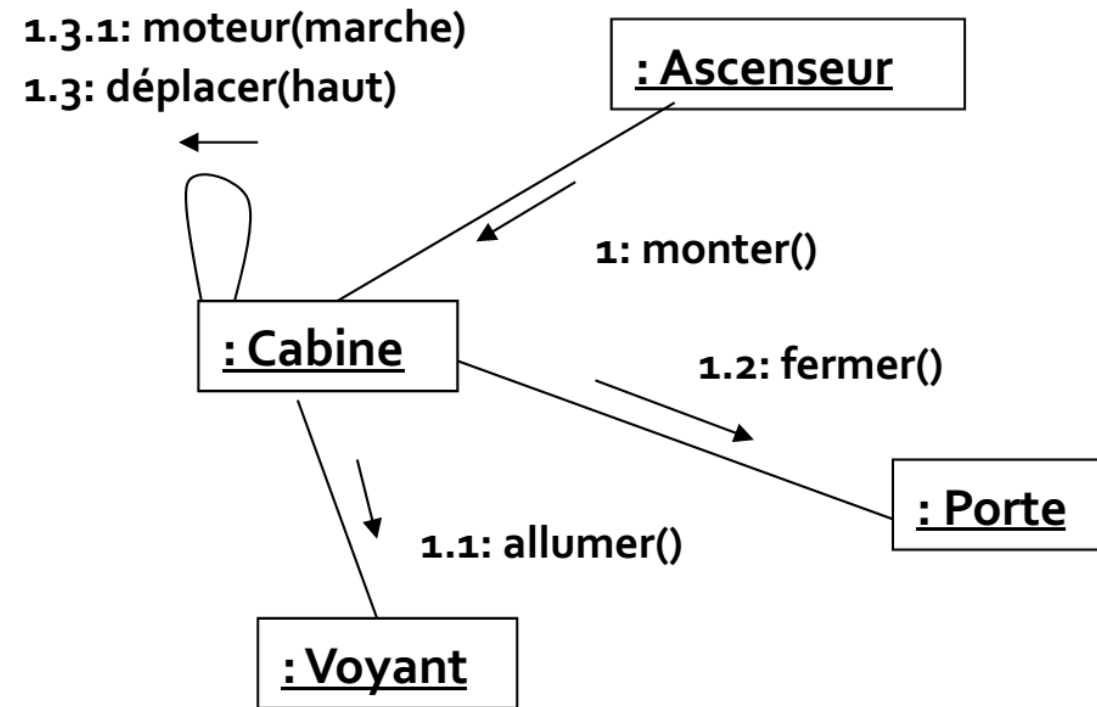 1.3.1: moteur(marche)
1.3: déplacer(haut)
: Ascenseur
1: monter()
: Cabine
1.2: fermer()
: Porte
1.1: allumer()
: Voyant